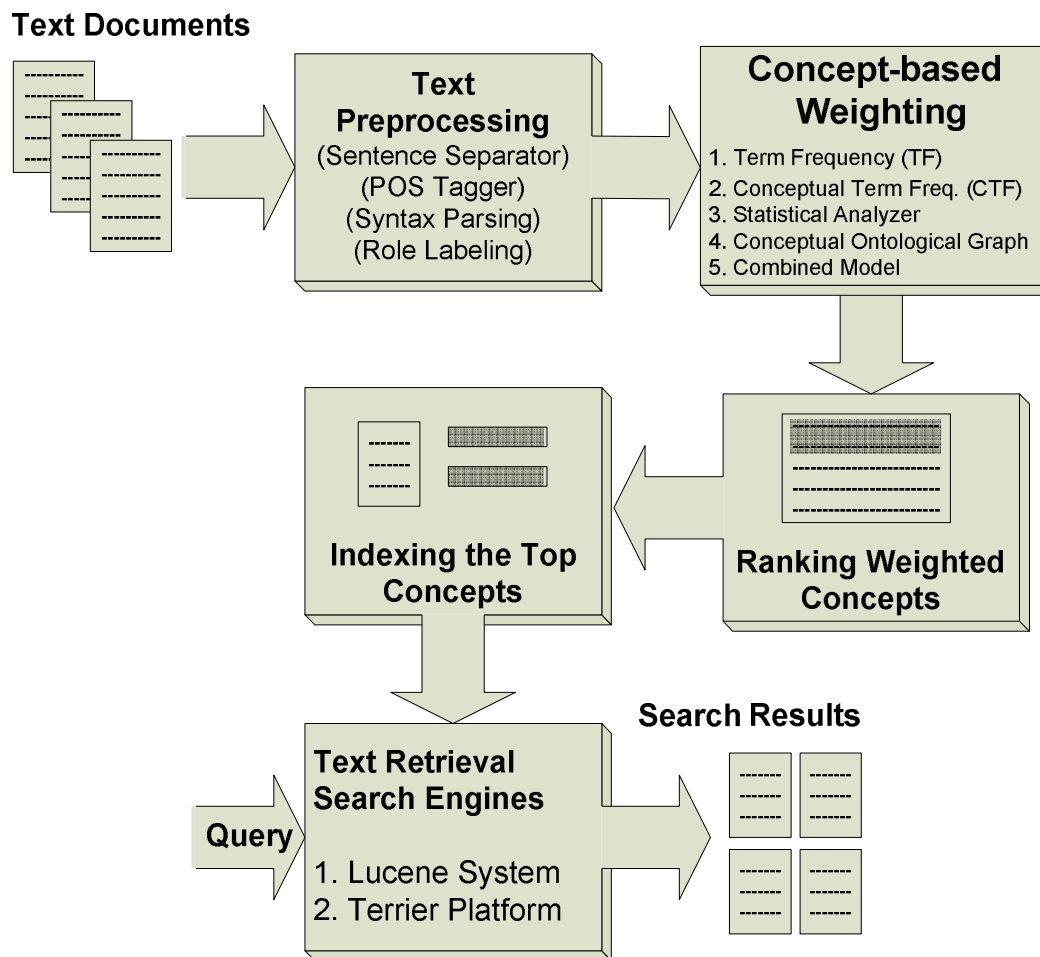 Text Documents
Text
Preprocessing
(Sentence Separator)
(POS Tagger)
(Syntax Parsing)
(Role Labeling)
Concept-based
Weighting
1. Term Frequency (TF)
2. Conceptual Term Freq. (CTF)
3. Statistical Analyzer
4. Conceptual Ontological Graph
5. Combined Model
Ranking Weighted
Concepts
Indexing the Top
Concepts
Query
Text Retrieval
Search Engines
1. Lucene System
2. Terrier Platform
Search Results